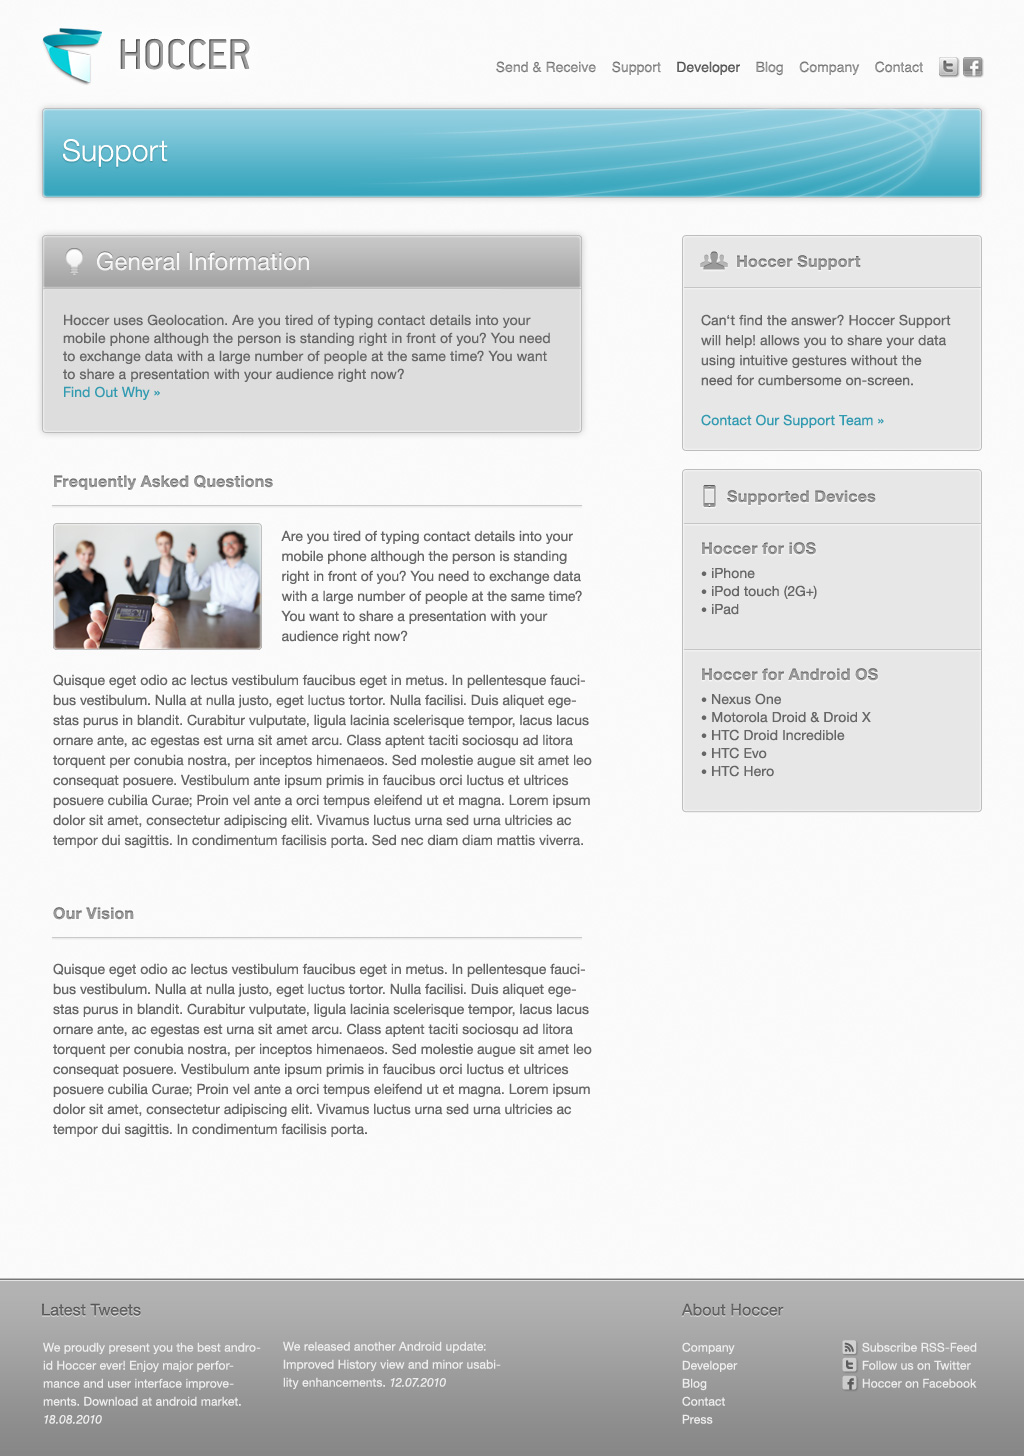 HOCCER
Send & Receive Support Developer Blog Company Contact
Support
General Information
Hoccer uses Geolocation. Are you tired of typing contact details into your
mobile phone although the person is standing right in front of you? You need
to exchange data with a large number of people at the same time? You want
to share a presentation with your audience right now?
Find Out Why »
Hoccer Support
Can't find the answer? Hoccer Support
will help! allows you to share your data
using intuitive gestures without the
need for cumbersome on-screen.
Contact Our Support Team »
Frequently Asked Questions
Are you tired of typing contact details into your
mobile phone although the person is standing
right in front of you? You need to exchange data
with a large number of people at the same time?
You want to share a presentation with your
audience right now?
Quisque eget odio ac lectus vestibulum faucibus eget in metus. In pellentesque fauci-
bus vestibulum. Nulla at nulla justo, eget luctus tortor. Nulla facilisi. Duis aliquet ege-
stas purus in blandit. Curabitur vulputate, ligula lacinia scelerisque tempor, lacus lacus
ornare ante, ac egestas est urna sit amet arcu. Class aptent taciti sociosqu ad litora
torquent per conubia nostra, per inceptos himenaeos. Sed molestie augue sit amet leo
consequat posuere. Vestibulum ante ipsum primis in faucibus orci luctus et ultrices
posuere cubilia Curae; Proin vel ante a orci tempus eleifend ut et magna. Lorem ipsum
dolor sit amet, consectetur adipiscing elit. Vivamus luctus urna sed urna ultricies ac
tempor dui sagittis. In condimentum facilisis porta. Sed nec diam diam mattis viverra.
Supported Devices
Hoccer for iOS
• iPhone
• iPod touch (2G+)
• iPad
Hoccer for Android OS
• Nexus One
• Motorola Droid & Droid X
• HTC Droid Incredible
• HTC Evo
• HTC Hero
Our Vision
Quisque eget odio ac lectus vestibulum faucibus eget in metus. In pellentesque fauci-
bus vestibulum. Nulla at nulla justo, eget luctus tortor. Nulla facilisi. Duis aliquet ege-
stas purus in blandit. Curabitur vulputate, ligula lacinia scelerisque tempor, lacus lacus
ornare ante, ac egestas est urna sit amet arcu. Class aptent taciti sociosqu ad litora
torquent per conubia nostra, per inceptos himenaeos. Sed molestie augue sit amet leo
consequat posuere. Vestibulum ante ipsum primis in faucibus orci luctus et ultrices
posuere cubilia Curae; Proin vel ante a orci tempus eleifend ut et magna. Lorem ipsum
dolor sit amet, consectetur adipiscing elit. Vivamus luctus urna sed urna ultricies ac
tempor dui sagittis. In condimentum facilisis porta.
Latest Tweets
We proudly present you the best andro-
id Hoccer ever! Enjoy major perfor-
mance and user interface improve-
ments. Download at android market.
18.08.2010
We released another Android update:
Improved History view and minor usabi-
lity enhancements. 12.07.2010
About Hoccer
Company
Developer
Blog
Contact
Press
Subscribe RSS-Feed
Follow us on Twitter
Hoccer on Facebook